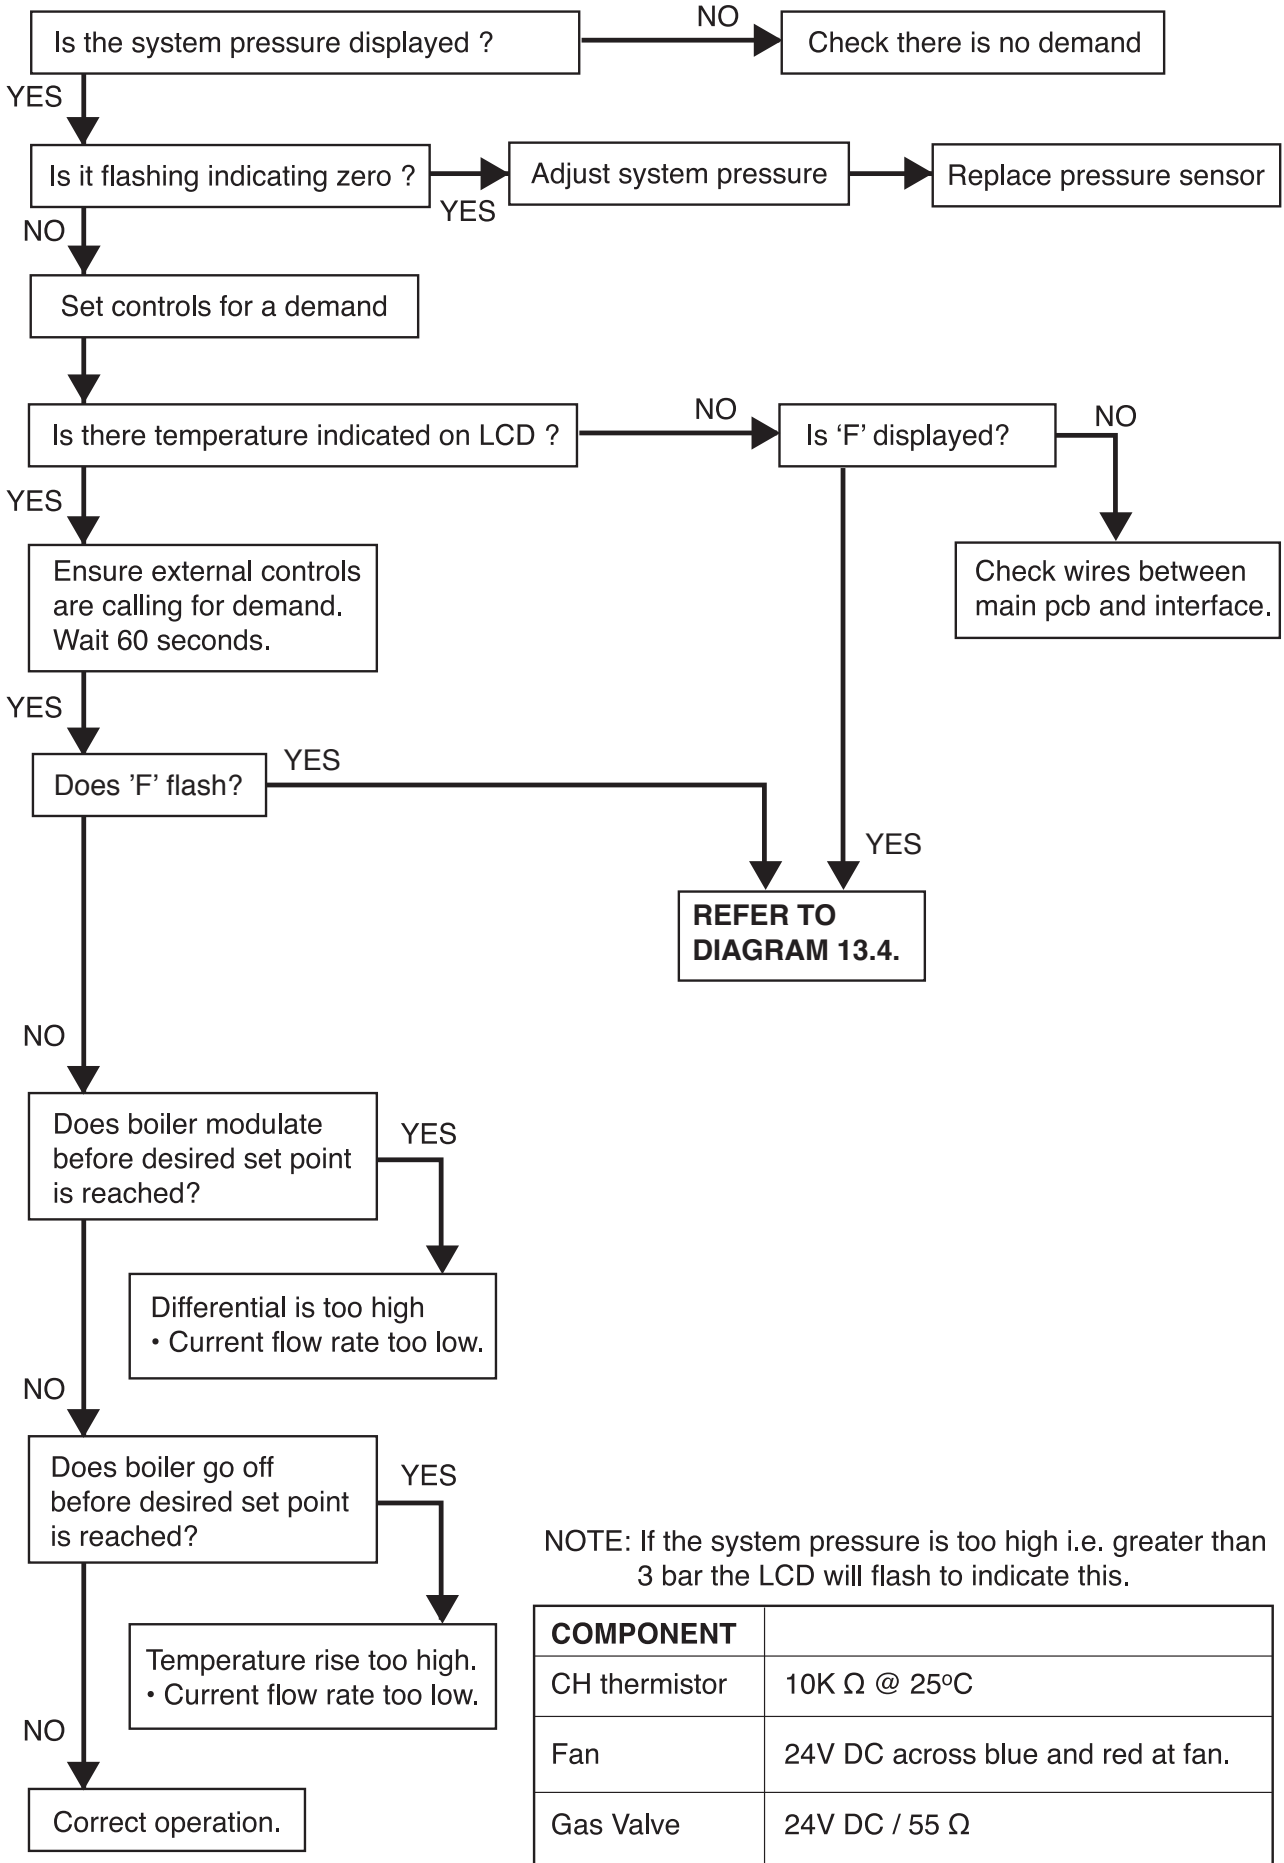 Is the system pressure displayed ?
NO
Check there is no demand
YES
Is it flashing indicating zero ?
YES
Adjust system pressure
Replace pressure sensor
NO
Set controls for a demand
Is there temperature indicated on LCD ?
NO
Is ‘F’ displayed?
NO
YES
Ensure external controls
are calling for demand.
Wait 60 seconds.
Check wires between
main pcb and interface.
YES
Does ’F’ flash?
YES
YES
REFER TO
DIAGRAM 13.4.
NO
Does boiler modulate
before desired set point
is reached?
YES
Differential is too high
• Current flow rate too low.
NO
Does boiler go off
before desired set point
is reached?
YES
Temperature rise too high.
• Current flow rate too low.
NO
Correct operation.
NOTE: If the system pressure is too high i.e. greater than
3 bar the LCD will flash to indicate this.
COMPONENT
CH thermistor 10K Ω @ 25ºC
Fan 24V DC across blue and red at fan.
Gas Valve 24V DC / 55 Ω